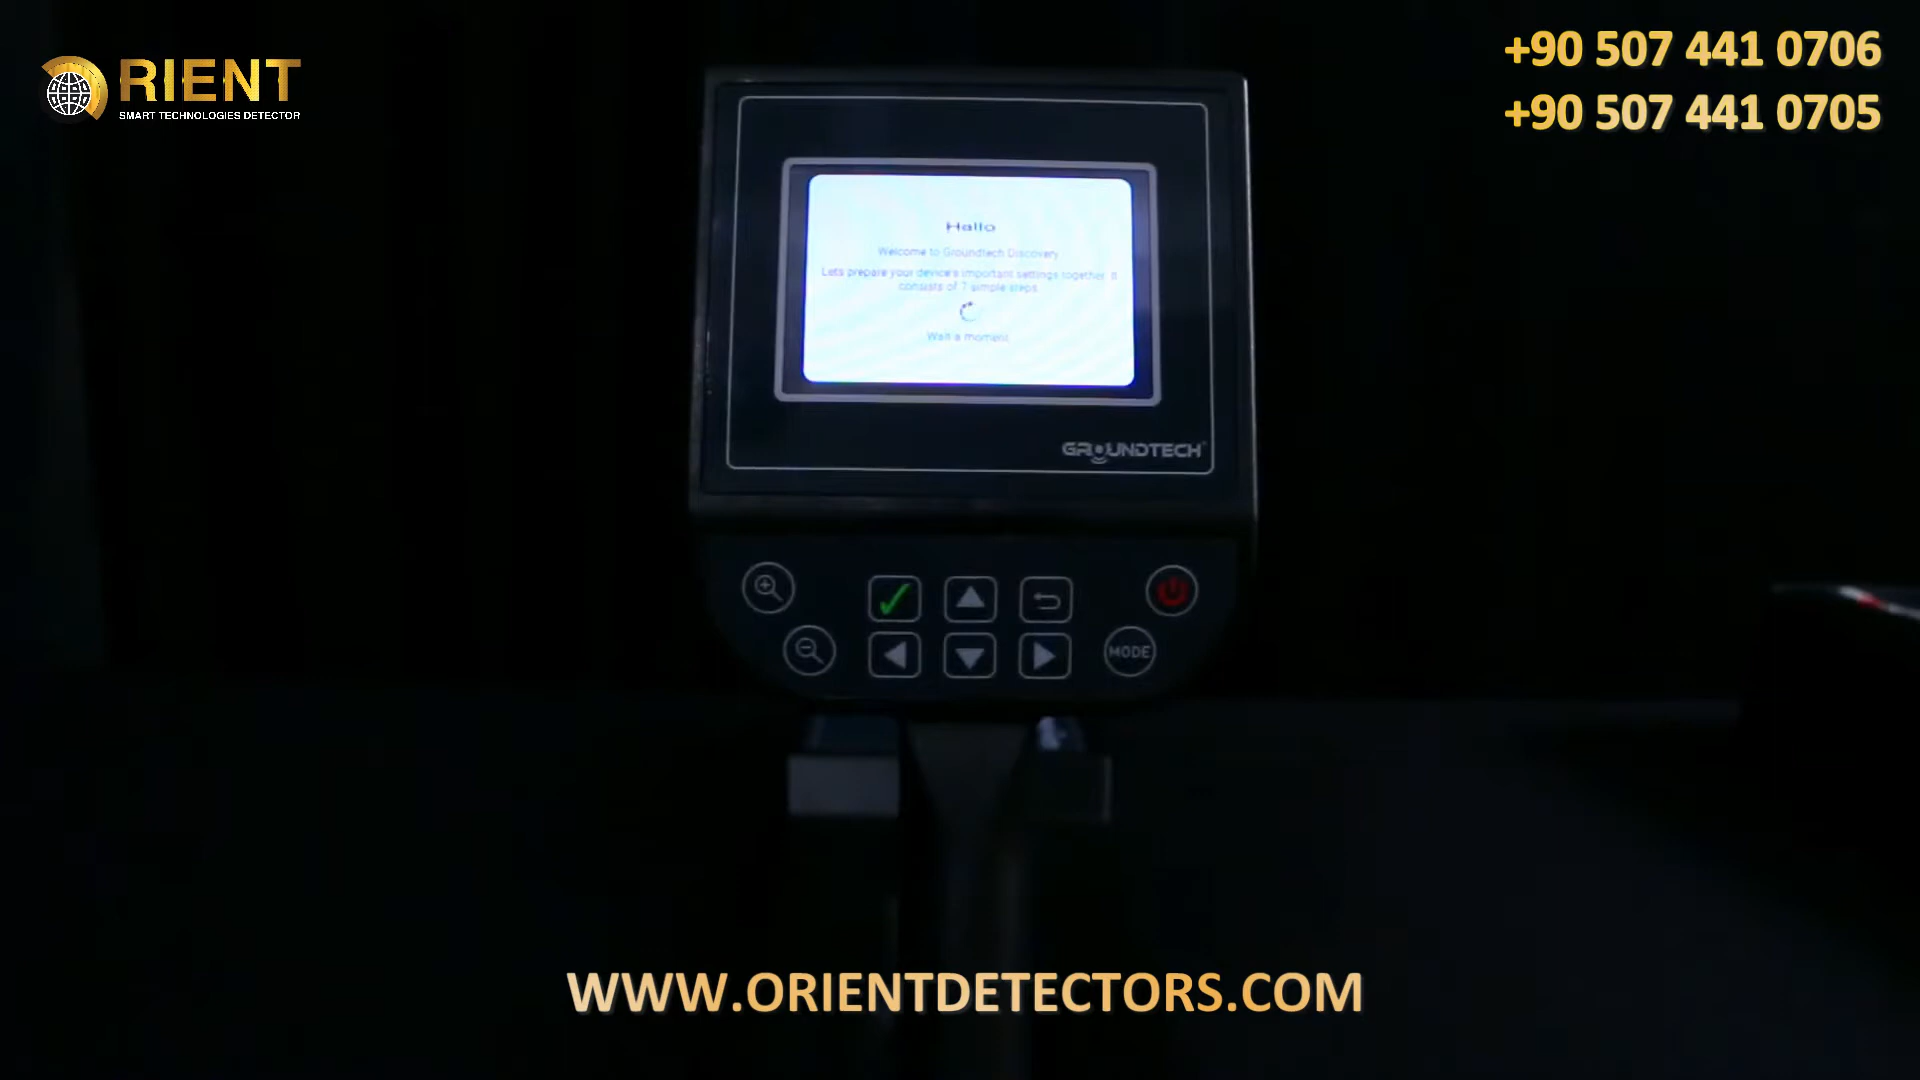 ORIENT
SMART TECHNOLOGIES DETECTOR
+90 507 441 0706
+90 507 441 0705
Hallo
Welcome to Groundtech Discovery
Lets prepare your device's important settings together. It
consists of 7 simple steps
Wait a moment
GROUNDTECH
MODE
WWW.ORIENTDETECTORS.COM